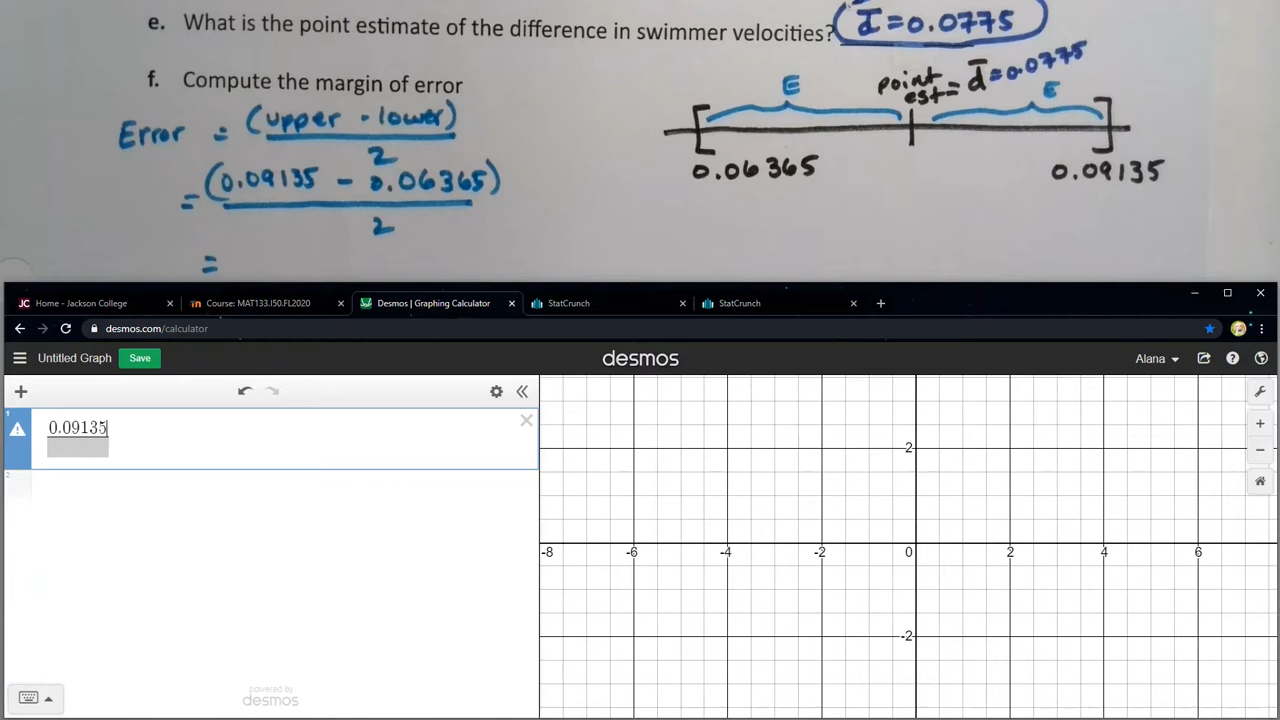 e. What is the point estimate of the difference in swimmer velocities? d̅ = 0.0775
f. Compute the margin of error
point est = d̅ = 0.0775
E E
Error = (upper - lower)
2
= (0.09135 - 0.06365)
2
=
[ 0.06365 0.09135 ]
Home - Jackson College × Course: MAT133.I50.FL2020 × Desmos | Graphing Calculator × StatCrunch × StatCrunch × +
desmos.com/calculator
Untitled Graph Save desmos Alana
1
0.09135
2
powered by
desmos
2
-8 -6 -4 -2 0 2 4 6
-2